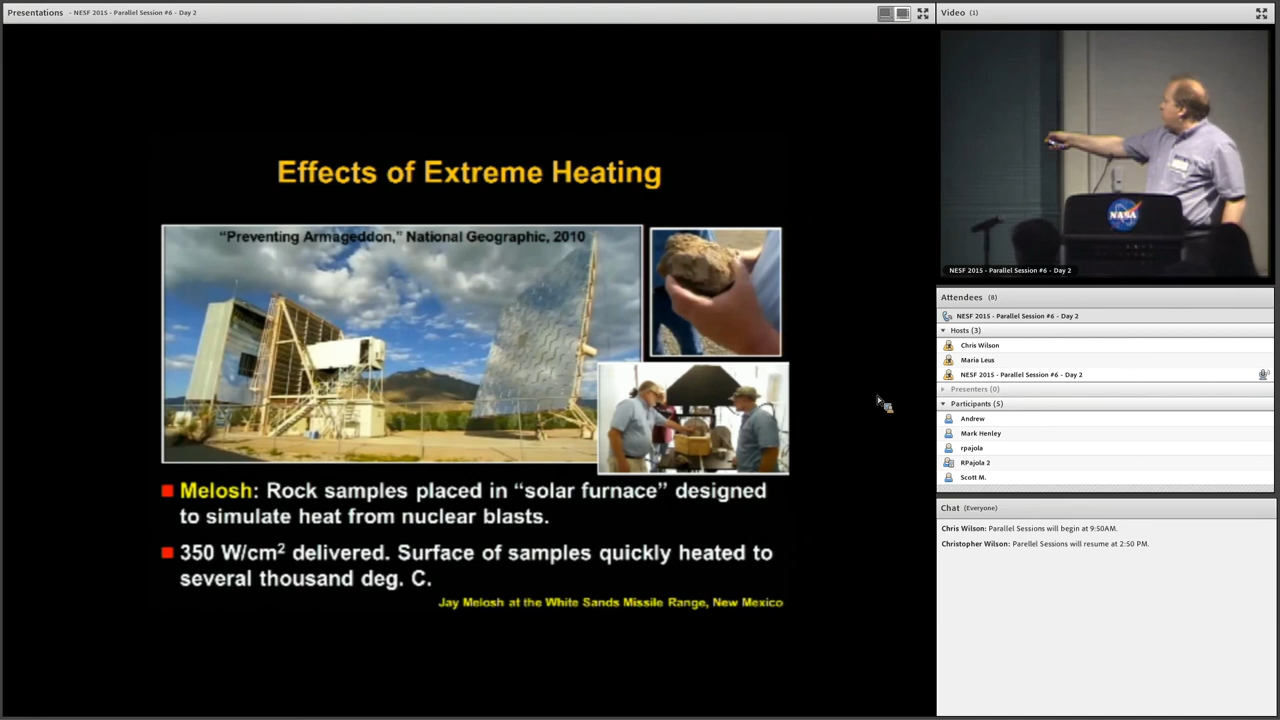 Presentations - NESF 2015 - Parallel Session #6 - Day 2
Effects of Extreme Heating
“Preventing Armageddon,” National Geographic, 2010
Melosh: Rock samples placed in “solar furnace” designed
to simulate heat from nuclear blasts.
350 W/cm² delivered. Surface of samples quickly heated to
several thousand deg. C.
Jay Melosh at the White Sands Missile Range, New Mexico
Video (1)
NASA
NESF 2015 - Parallel Session #6 - Day 2
Attendees (8)
NESF 2015 - Parallel Session #6 - Day 2
Hosts (3)
Chris Wilson
Maria Leus
NESF 2015 - Parallel Session #6 - Day 2
Presenters (0)
Participants (5)
Andrew
Mark Henley
rpajola
RPajola 2
Scott M.
Chat (Everyone)
Chris Wilson: Parallel Sessions will begin at 9:50AM.
Christopher Wilson: Parellel Sessions will resume at 2:50 PM.